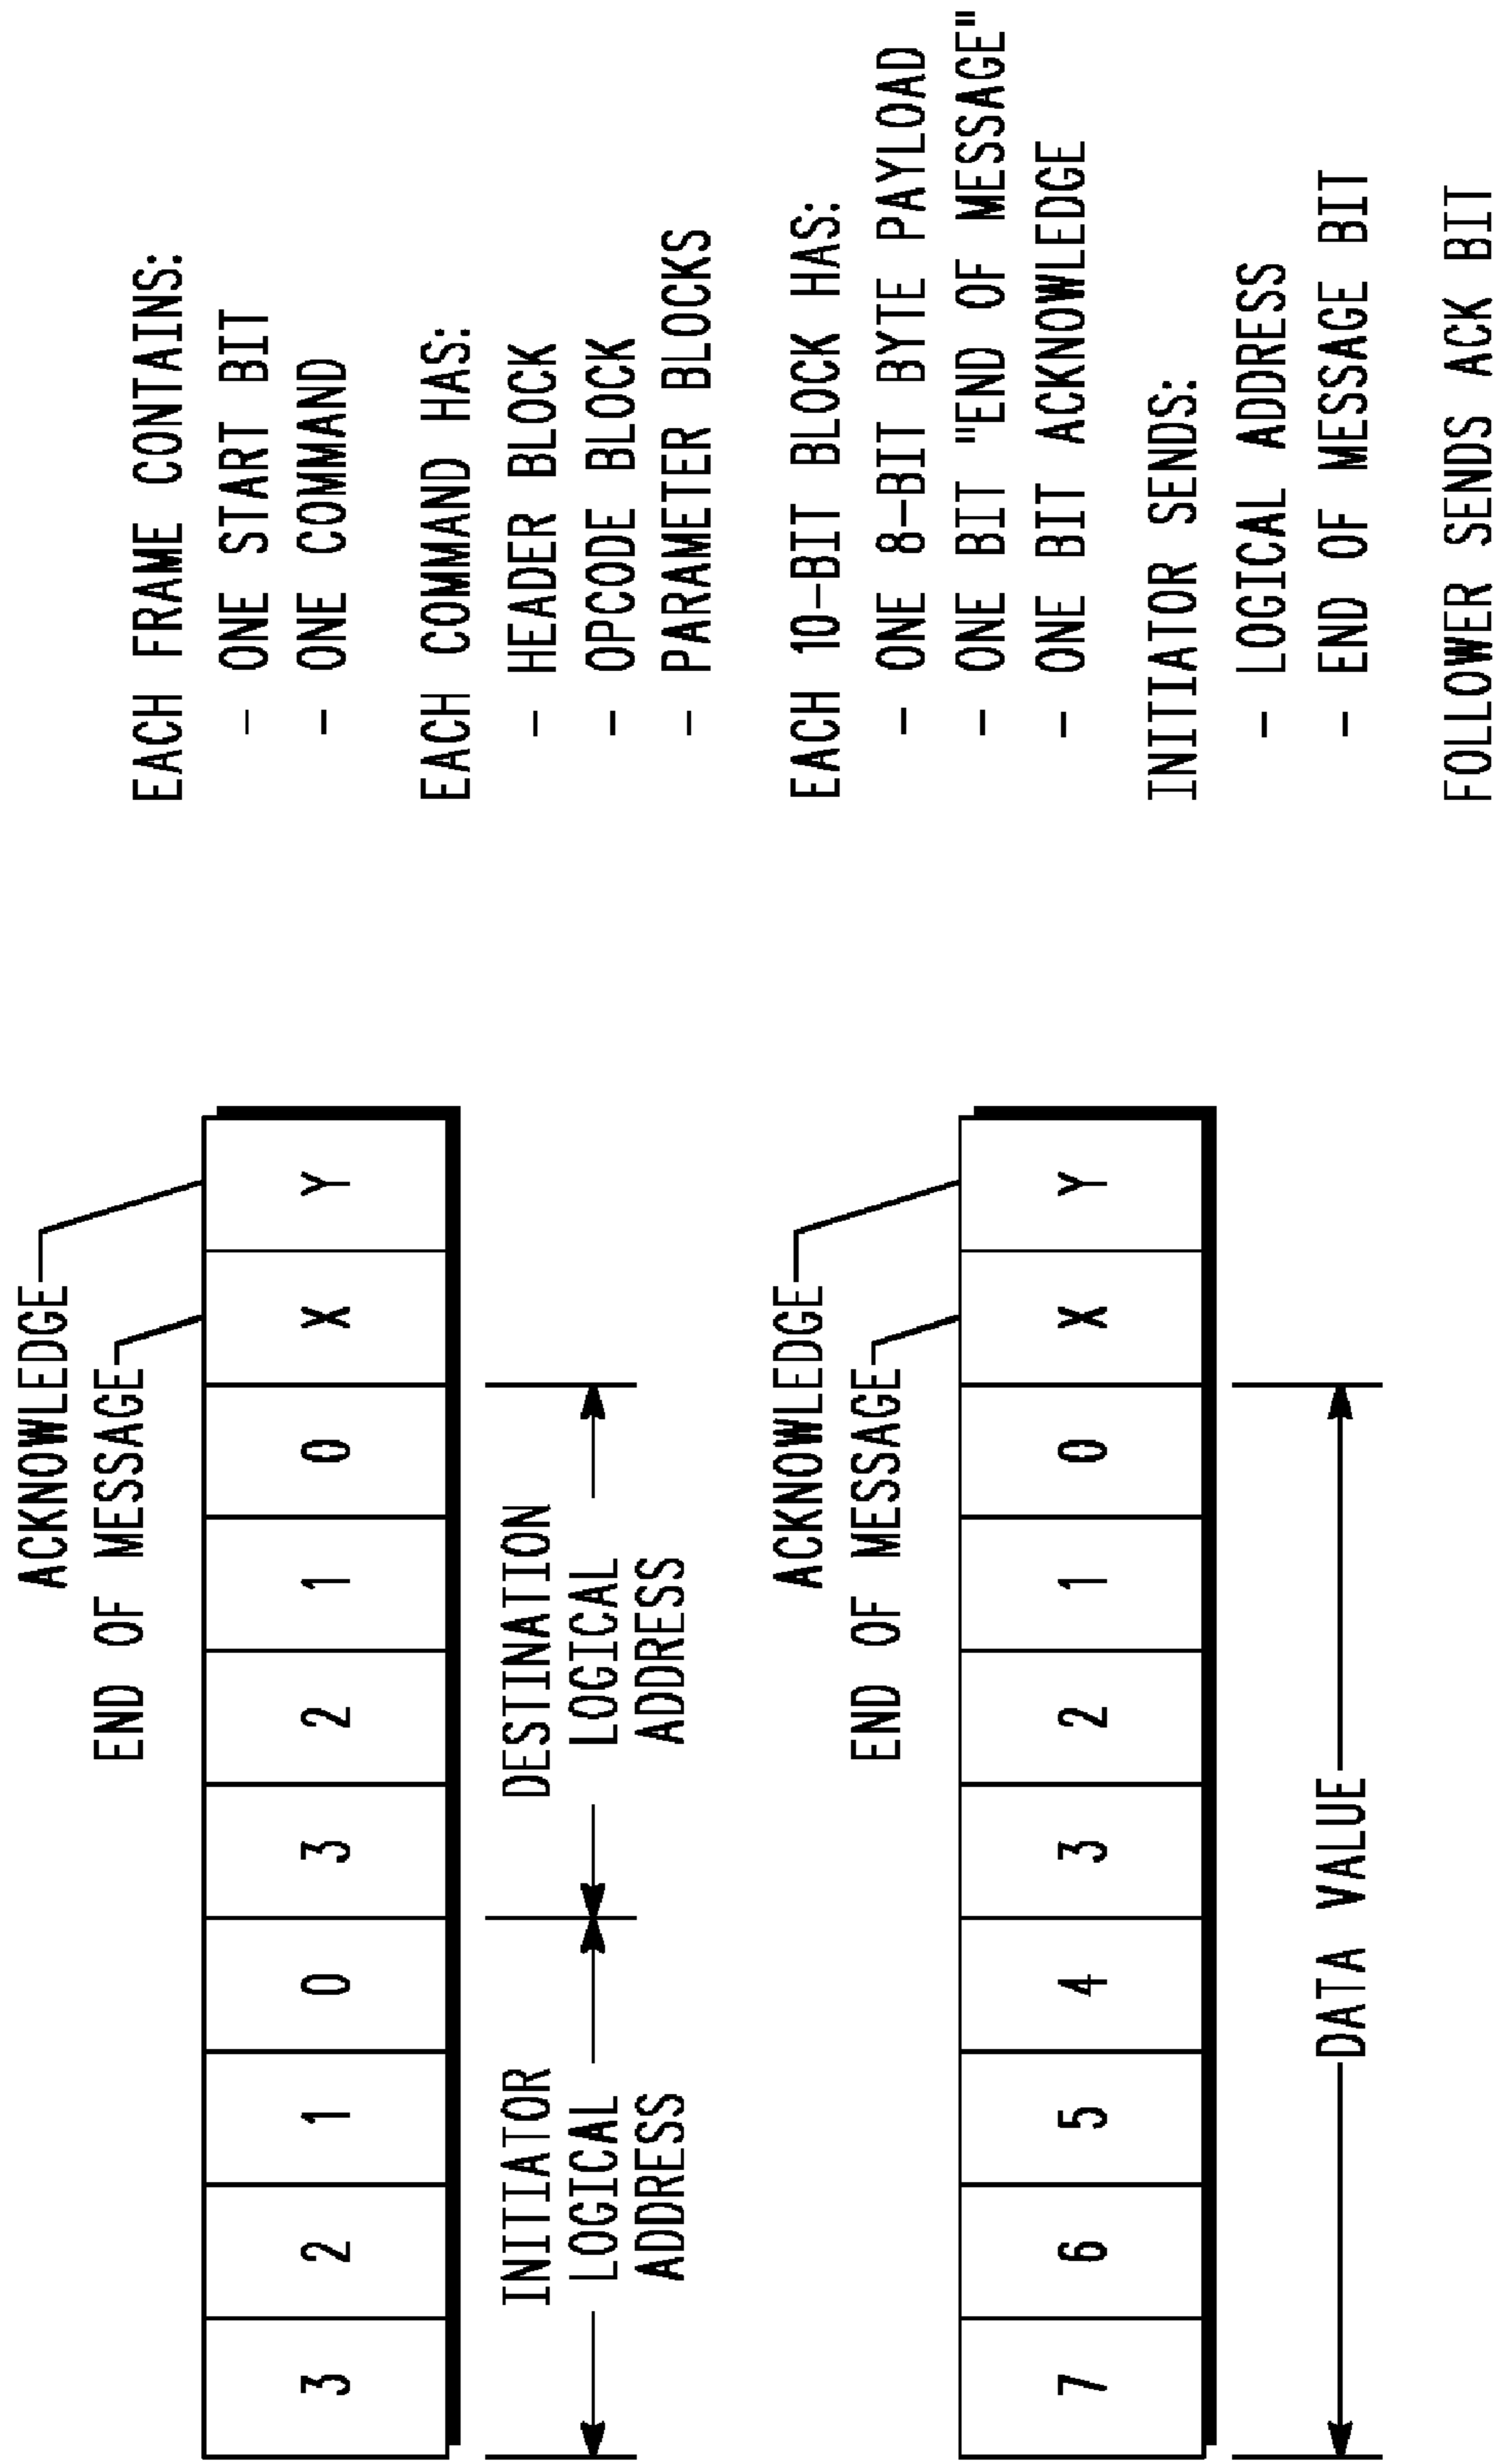 ACKNOWLEDGE
END OF MESSAGE
3 2 1 0 3 2 1 0 X Y
INITIATOR
LOGICAL
ADDRESS
DESTINATION
LOGICAL
ADDRESS
ACKNOWLEDGE
END OF MESSAGE
7 6 5 4 3 2 1 0 X Y
DATA VALUE
EACH FRAME CONTAINS:
- ONE START BIT
- ONE COMMAND
EACH COMMAND HAS:
- HEADER BLOCK
- OPCODE BLOCK
- PARAMETER BLOCKS
EACH 10-BIT BLOCK HAS:
- ONE 8-BIT BYTE PAYLOAD
- ONE BIT "END OF MESSAGE"
- ONE BIT ACKNOWLEDGE
INITIATOR SENDS:
- LOGICAL ADDRESS
- END OF MESSAGE BIT
FOLLOWER SENDS ACK BIT